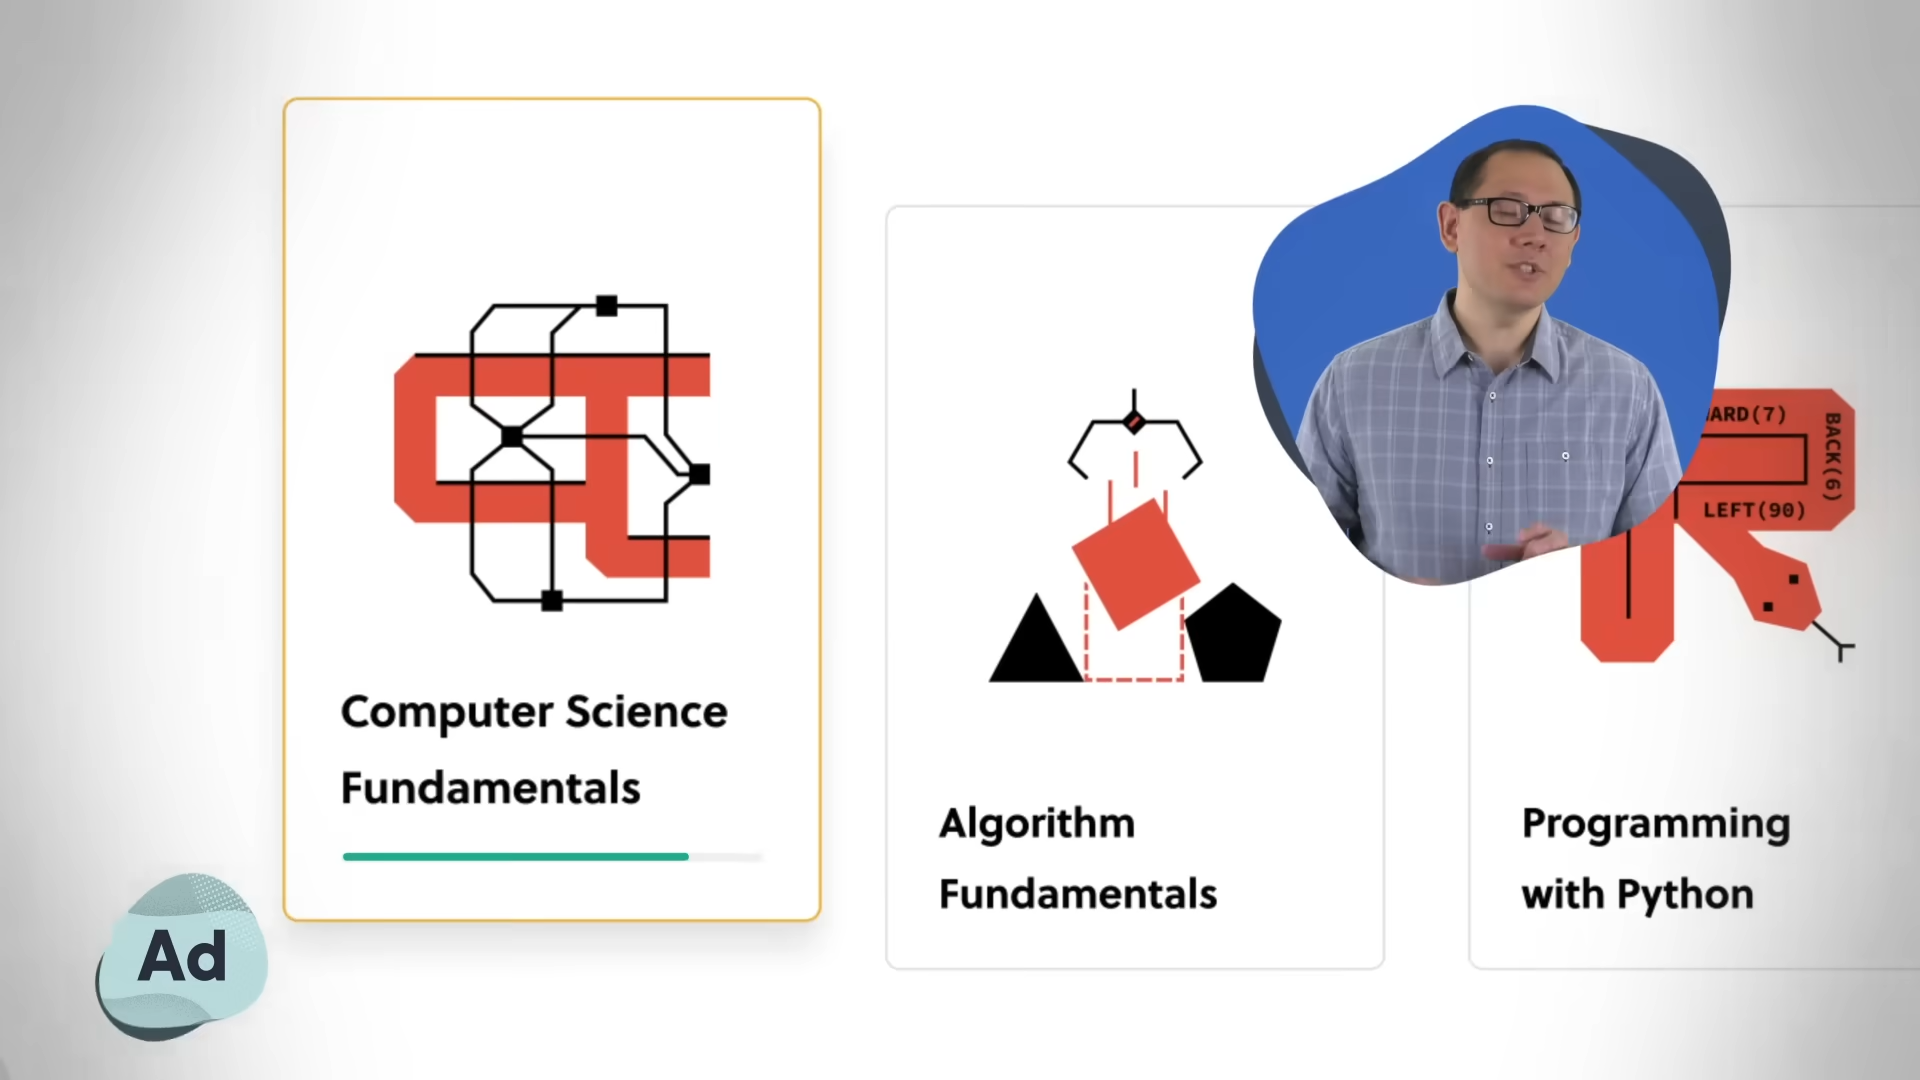 Computer Science
Fundamentals
Algorithm
Fundamentals
ARD(7)
BACK(6)
LEFT(90)
Programming
with Python
Ad